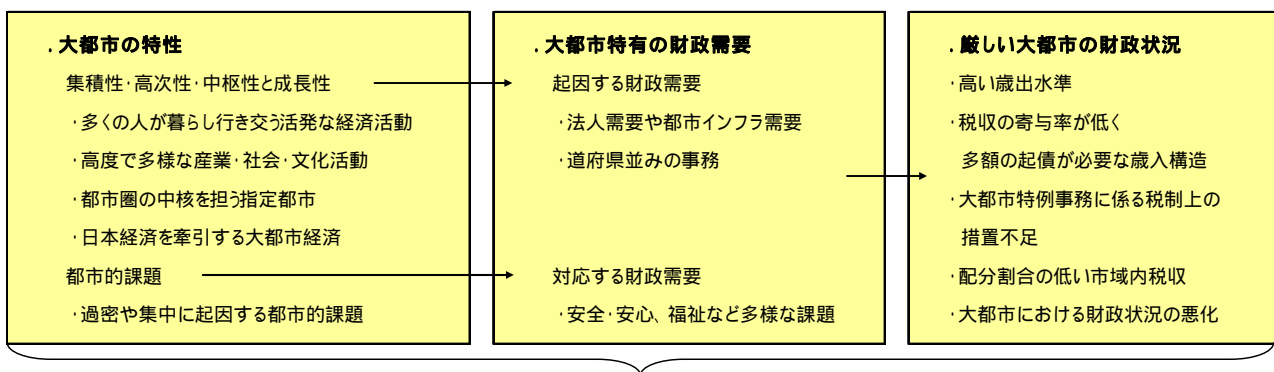 ．大都市の特性
集積性・高次性・中枢性と成長性
・多くの人が暮らし行き交う活発な経済活動
・高度で多様な産業・社会・文化活動
・都市圏の中核を担う指定都市
・日本経済を牽引する大都市経済
都市的課題
・過密や集中に起因する都市的課題
．大都市特有の財政需要
起因する財政需要
・法人需要や都市インフラ需要
・道府県並みの事務
対応する財政需要
・安全・安心、福祉など多様な課題
．厳しい大都市の財政状況
・高い歳出水準
・税収の寄与率が低く
多額の起債が必要な歳入構造
・大都市特例事務に係る税制上の
措置不足
・配分割合の低い市域内税収
・大都市における財政状況の悪化